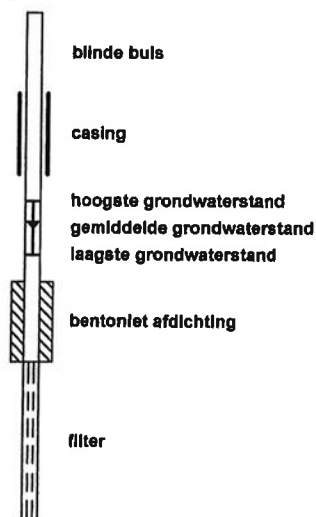 blinde buis
casing
hoogste grondwaterstand
gemiddelde grondwaterstand
laagste grondwaterstand
bentoniet afdichting
filter